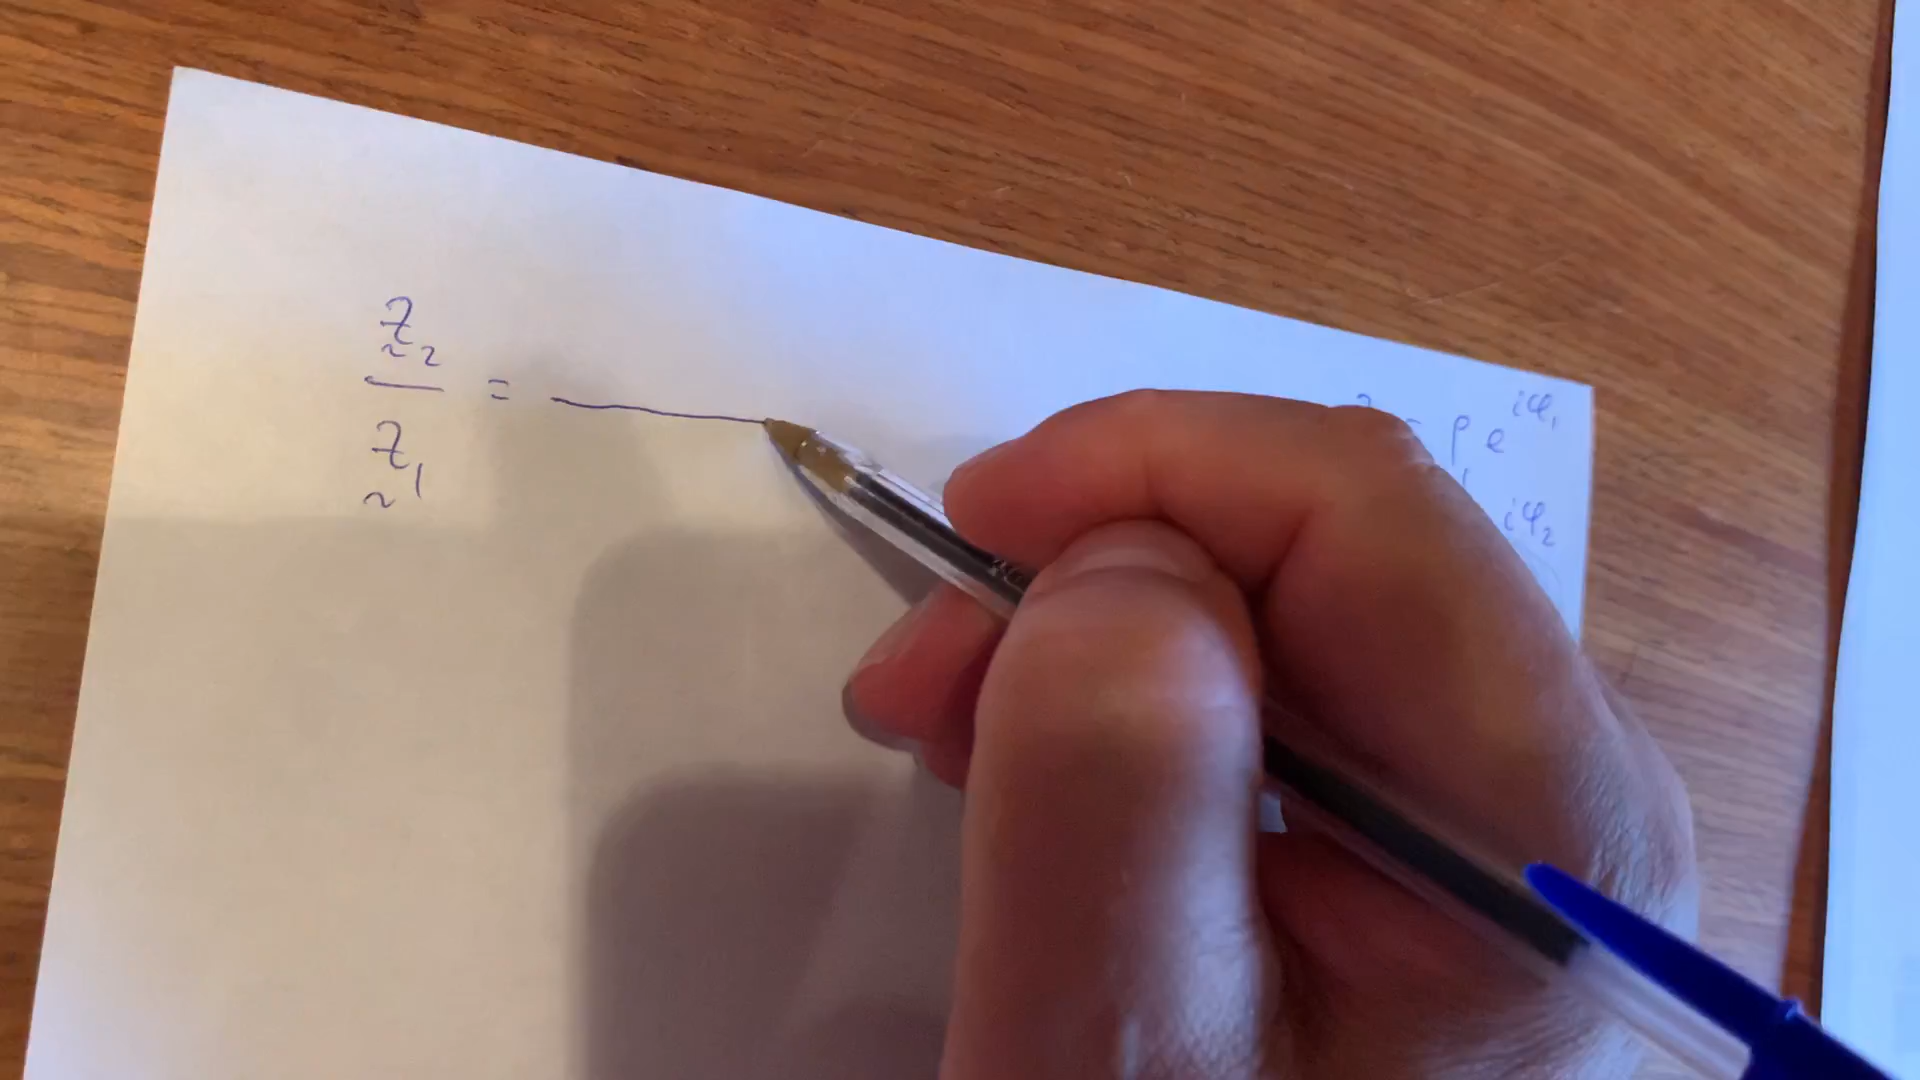 z₂
— = ———
z₁
= ρ₁ e^{iφ₁}
iφ₂